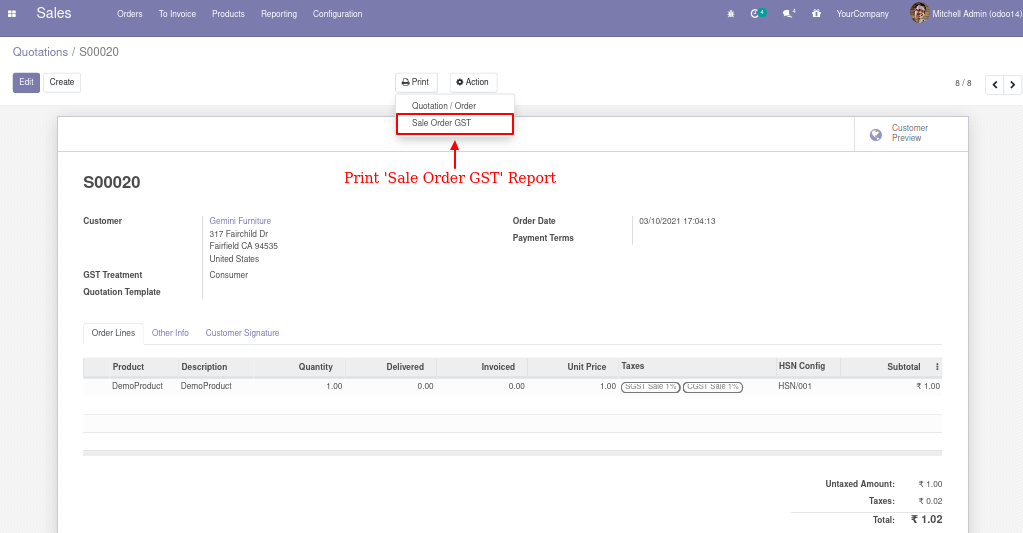 Sales Orders To Invoice Products Reporting Configuration 4 4 YourCompany Mitchell Admin (odoo14)
Quotations / S00020
Edit Create Print Action 8 / 8
Quotation / Order
Sale Order GST
Customer
Preview
Print 'Sale Order GST' Report
S00020
Customer Gemini Furniture Order Date 03/10/2021 17:04:13
317 Fairchild Dr
Fairfield CA 94535 Payment Terms
United States
GST Treatment Consumer
Quotation Template
Order Lines Other Info Customer Signature
Product Description Quantity Delivered Invoiced Unit Price Taxes HSN Config Subtotal
DemoProduct DemoProduct 1.00 0.00 0.00 1.00 SGST Sale 1% CGST Sale 1% HSN/001 ₹ 1.00
Untaxed Amount: ₹ 1.00
Taxes: ₹ 0.02
Total: ₹ 1.02